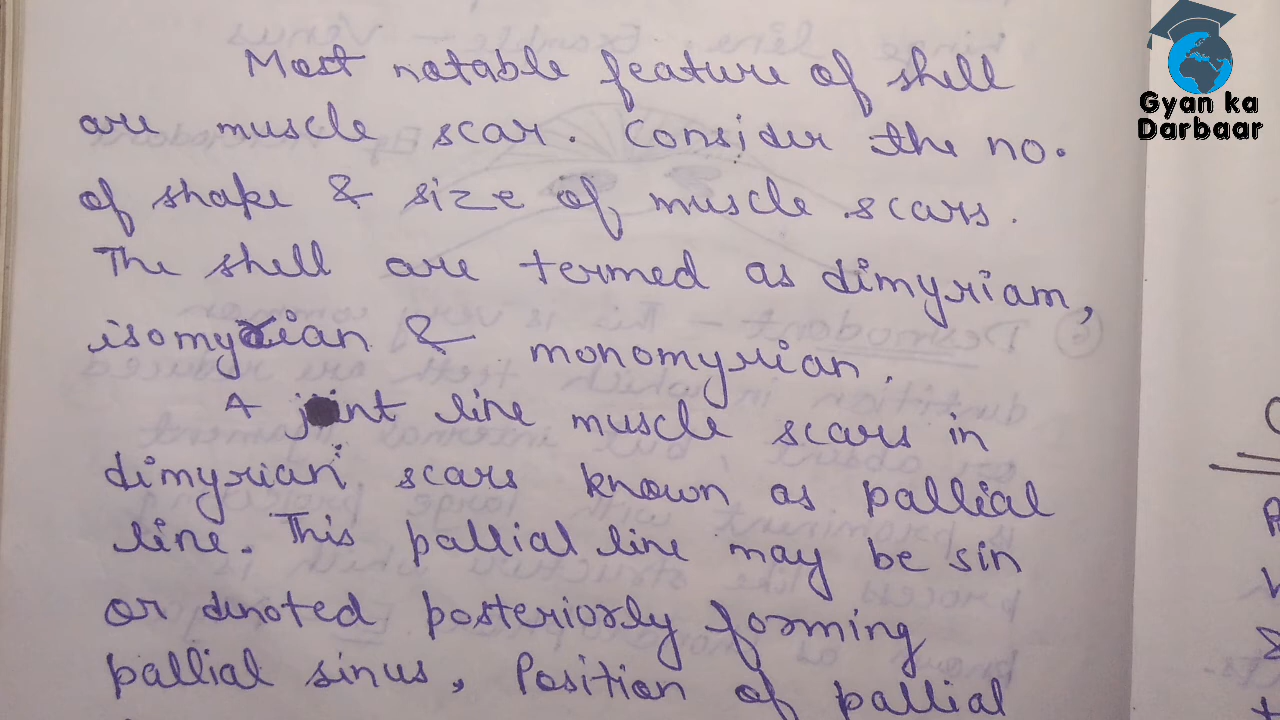 Most notable feature of shell
are muscle scar. Consider the no.
of shape & size of muscle scars.
The shell are termed as dimyriam,
isomyrian & monomyrian.
A joint line muscle scars in
dimyrian scars known as pallial
line. This pallial line may be sin
or dnoted posteriorly forming
pallial sinus, Position of pallial
Gyan ka
Darbaar